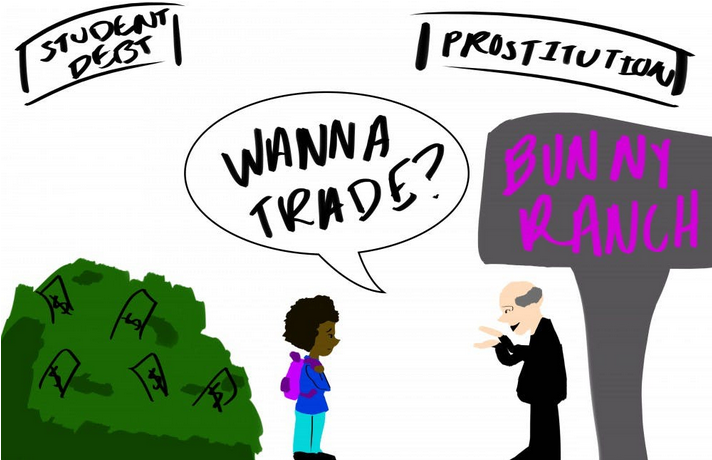 STUDENT
DEBT
PROSTITUTION
WANNA
TRADE?
BUNNY
RANCH
$
$
$
$
$